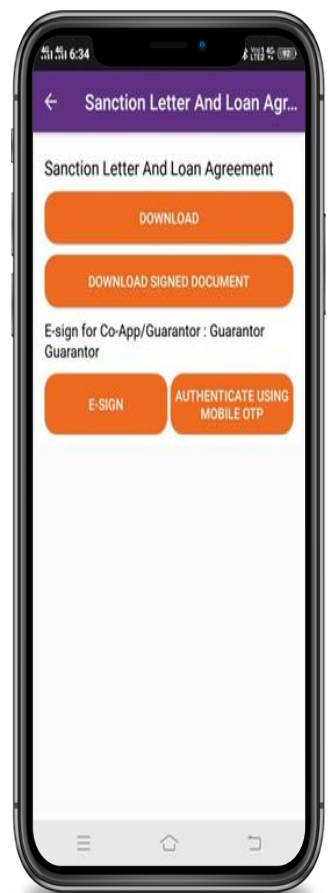 6:34
Sanction Letter And Loan Agr...
Sanction Letter And Loan Agreement
DOWNLOAD
DOWNLOAD SIGNED DOCUMENT
E-sign for Co-App/Guarantor : Guarantor
Guarantor
E-SIGN
AUTHENTICATE USING
MOBILE OTP